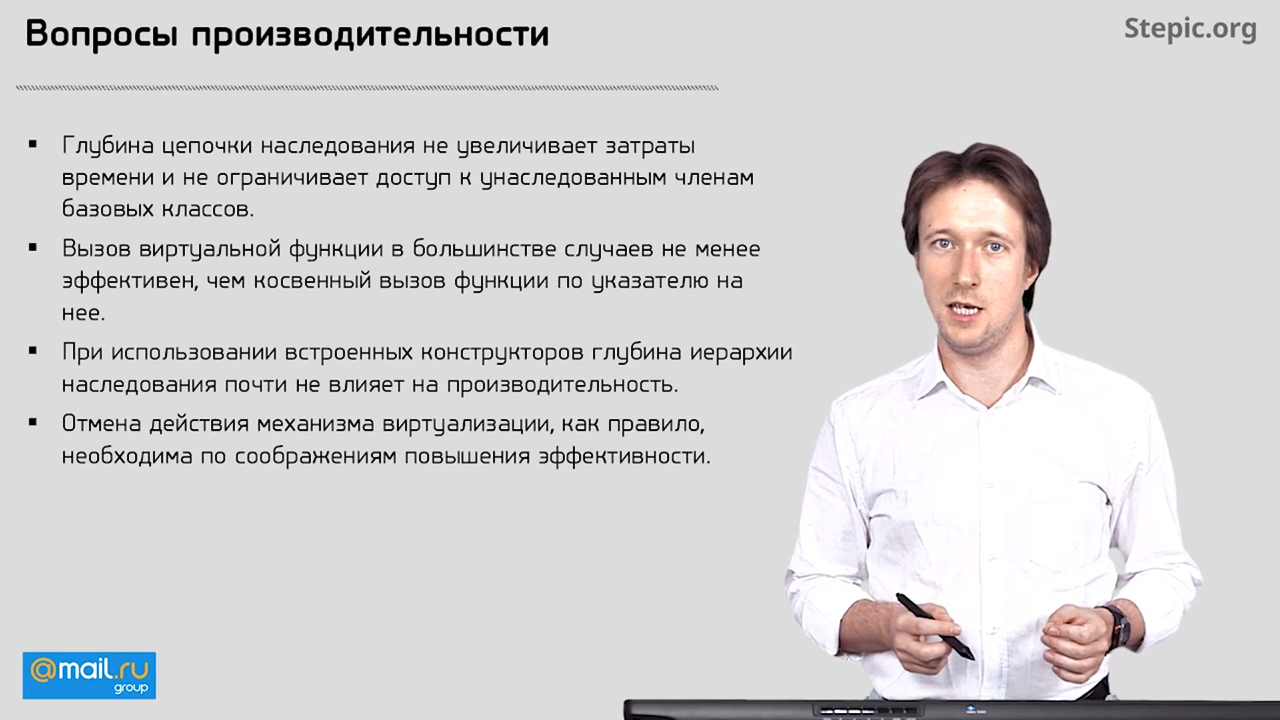 Вопросы производительности
Stepic.org
▪ Глубина цепочки наследования не увеличивает затраты
времени и не ограничивает доступ к унаследованным членам
базовых классов.
▪ Вызов виртуальной функции в большинстве случаев не менее
эффективен, чем косвенный вызов функции по указателю на
нее.
▪ При использовании встроенных конструкторов глубина иерархии
наследования почти не влияет на производительность.
▪ Отмена действия механизма виртуализации, как правило,
необходима по соображениям повышения эффективности.
@mail.ru
group